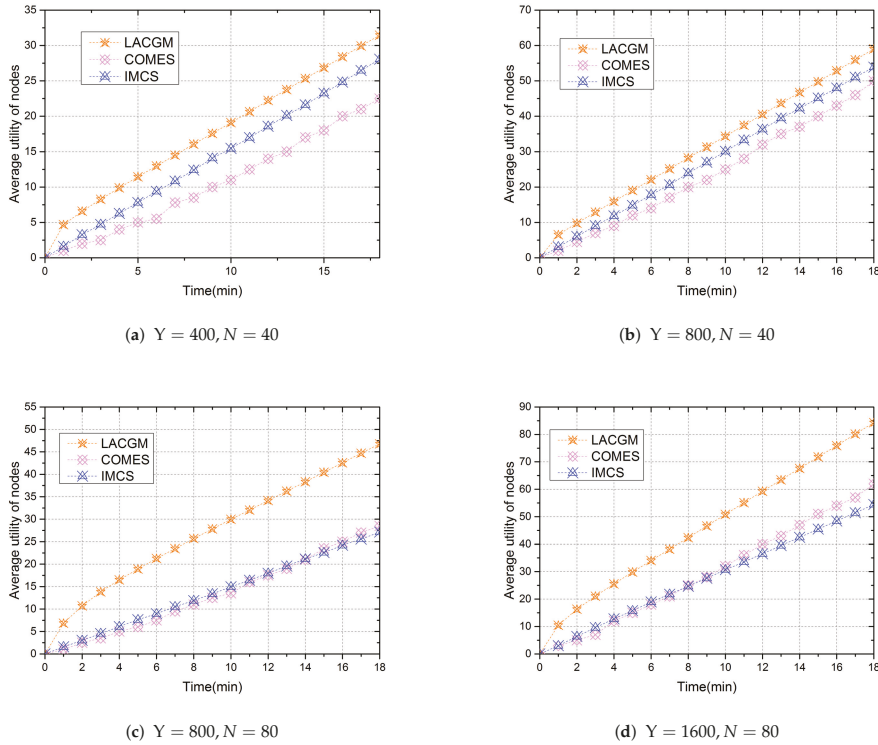 Average utility of nodes
35
30
25
20
15
10
5
0
LACGM
COMES
IMCS
0 5 10 15
Time(min)
(a) Y = 400, N = 40
Average utility of nodes
70
60
50
40
30
20
10
0
LACGM
COMES
IMCS
0 2 4 6 8 10 12 14 16 18
Time(min)
(b) Y = 800, N = 40
Average utility of nodes
55
50
45
40
35
30
25
20
15
10
5
0
LACGM
COMES
IMCS
0 2 4 6 8 10 12 14 16 18
Time(min)
(c) Y = 800, N = 80
Average utility of nodes
90
80
70
60
50
40
30
20
10
0
LACGM
COMES
IMCS
0 2 4 6 8 10 12 14 16 18
Time(min)
(d) Y = 1600, N = 80